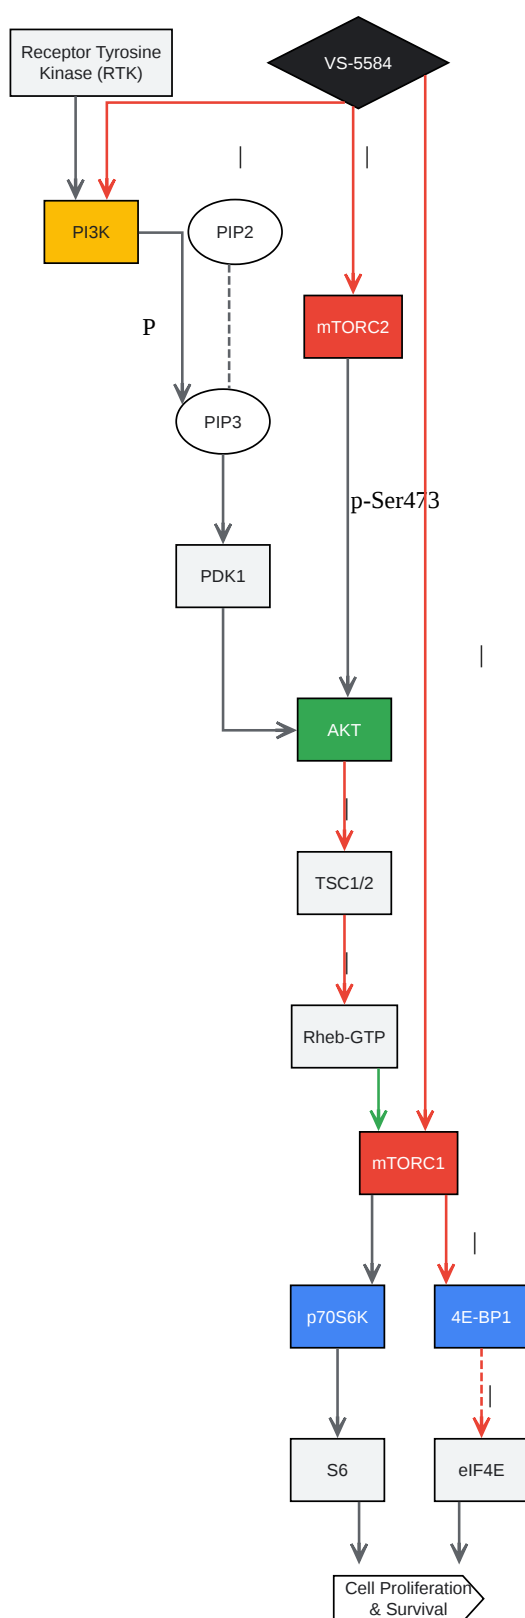 Receptor Tyrosine
Kinase (RTK)
VS-5584
|
|
PI3K
PIP2
P
mTORC2
PIP3
p-Ser473
PDK1
|
AKT
|
TSC1/2
|
Rheb-GTP
mTORC1
|
p70S6K
4E-BP1
|
S6
eIF4E
Cell Proliferation
& Survival